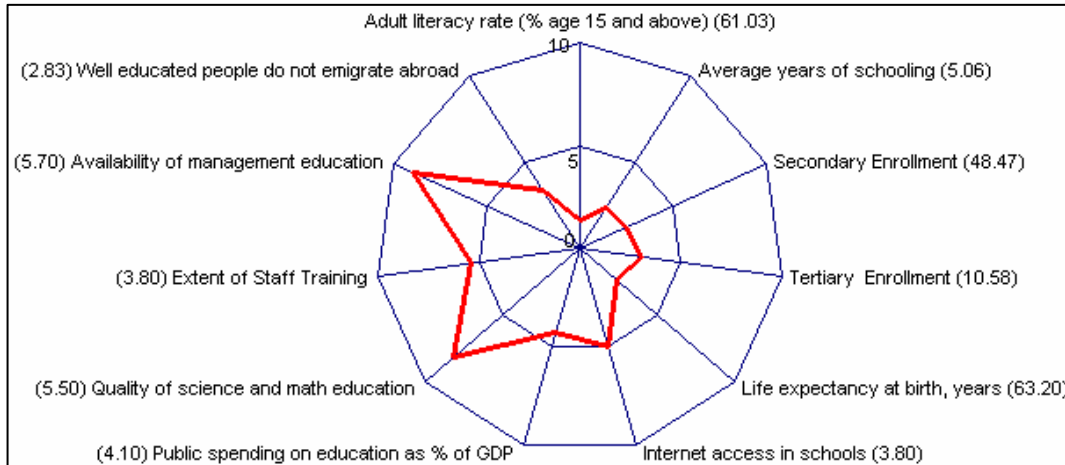 Adult literacy rate (% age 15 and above) (61.03)
10
(2.83) Well educated people do not emigrate abroad
Average years of schooling (5.06)
5
(5.70) Availability of management education
Secondary Enrollment (48.47)
0
(3.80) Extent of Staff Training
Tertiary Enrollment (10.58)
(5.50) Quality of science and math education
Life expectancy at birth, years (63.20)
(4.10) Public spending on education as % of GDP
Internet access in schools (3.80)